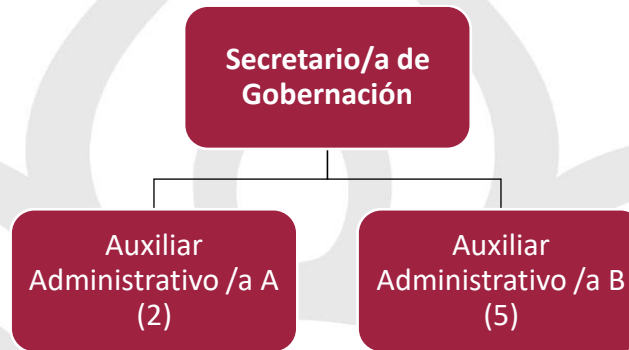 Secretario/a de
Gobernación
Auxiliar
Administrativo /a A
(2)
Auxiliar
Administrativo /a B
(5)